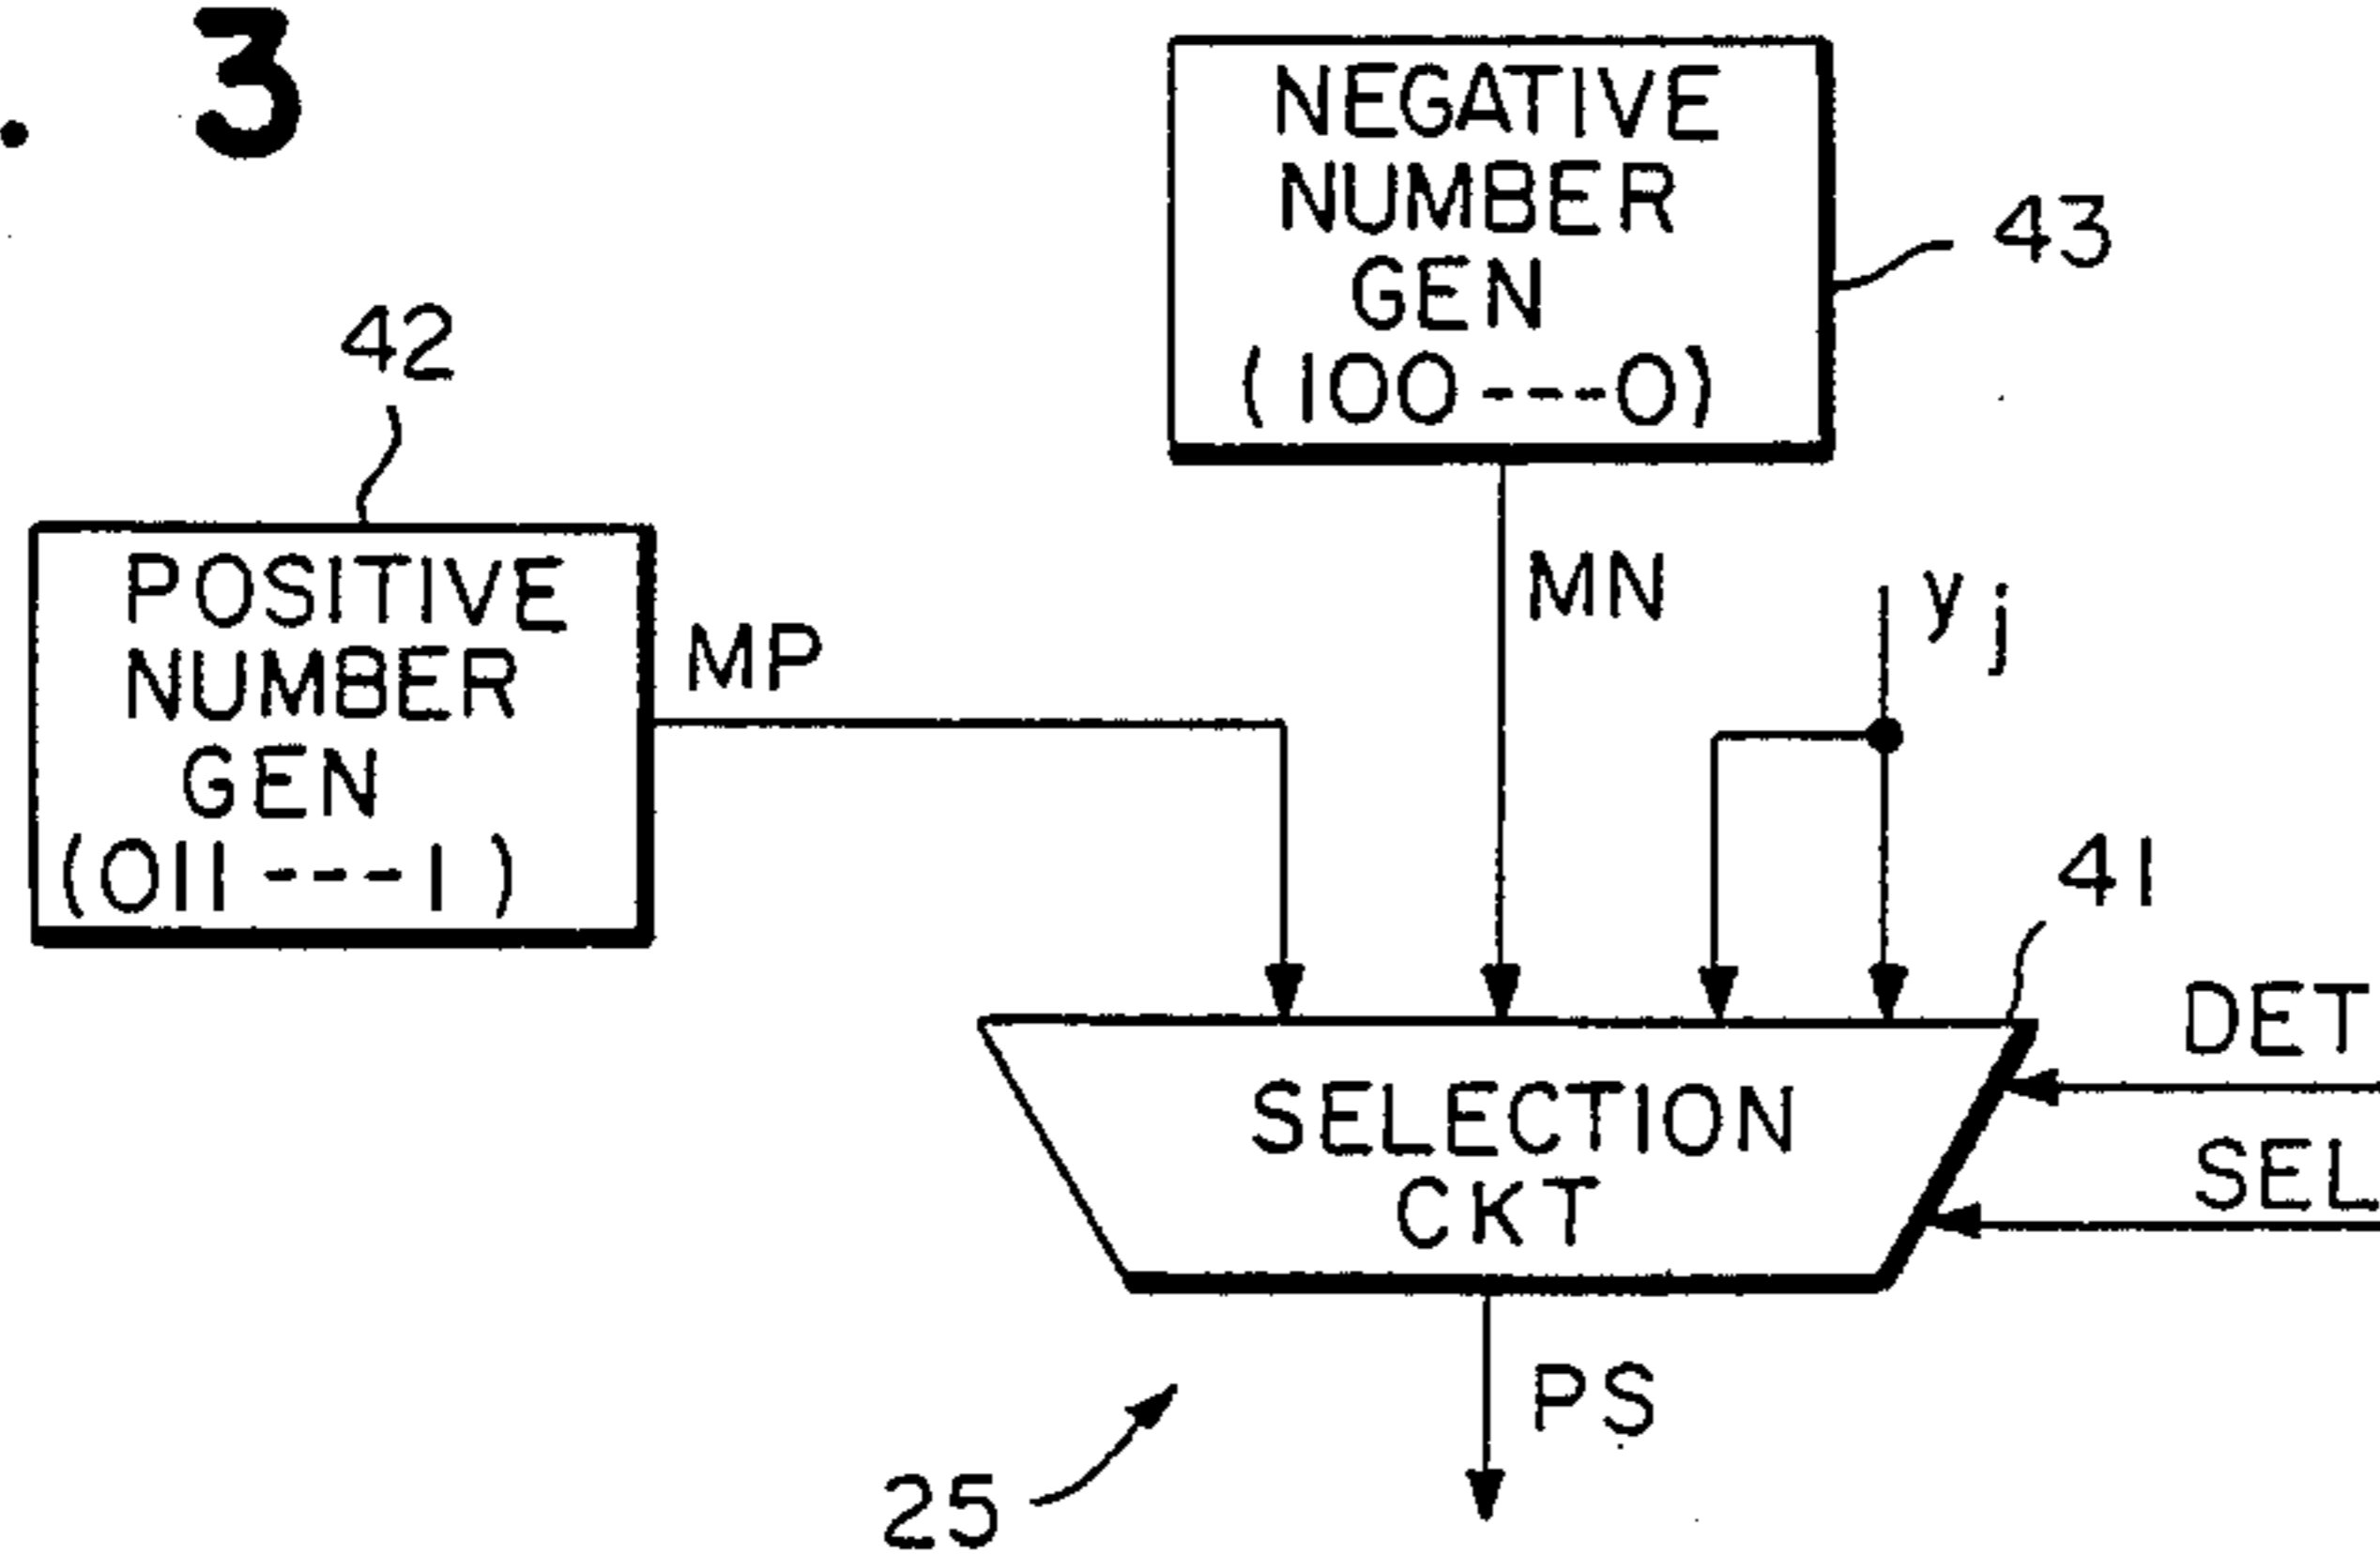 . 3
NEGATIVE
NUMBER
GEN
(100---0)
43
42
POSITIVE
NUMBER
GEN
(011---1)
MP
MN
yj
41
DET
SEL
SELECTION
CKT
PS
25